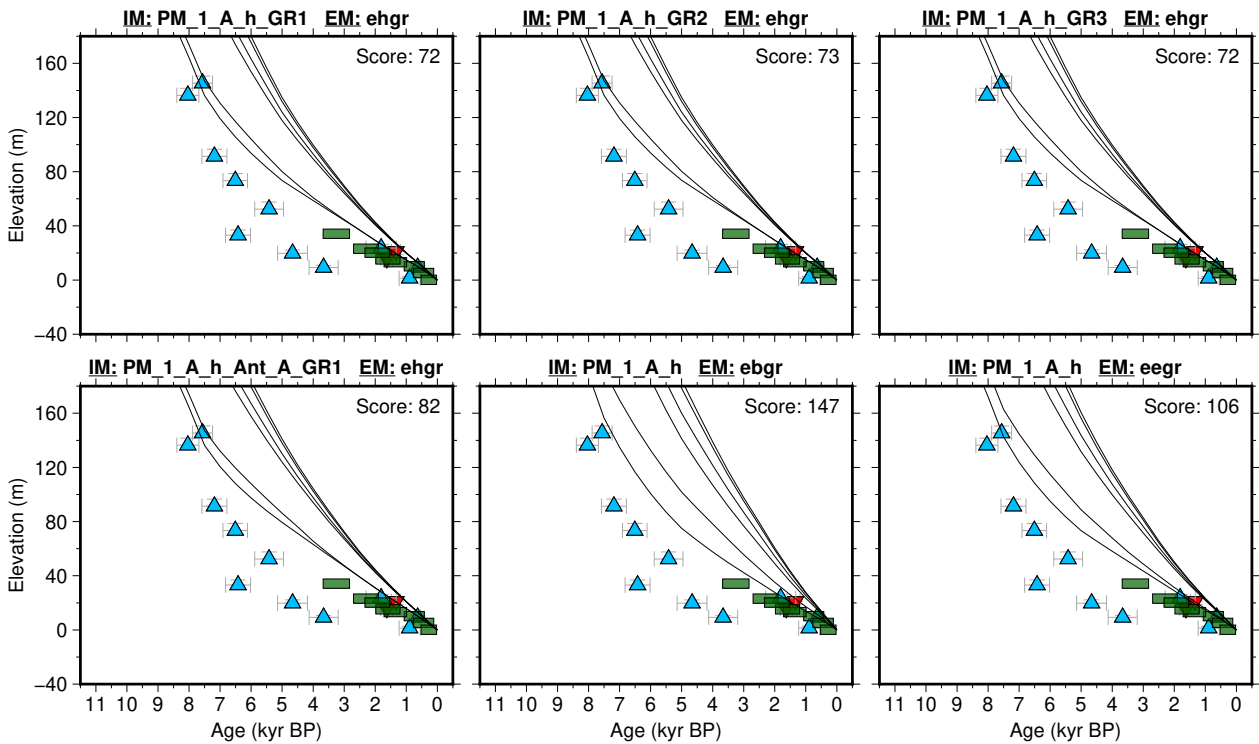 IM: PM_1_A_h_GR1 EM: ehgr
IM: PM_1_A_h_GR2 EM: ehgr
IM: PM_1_A_h_GR3 EM: ehgr
Score: 72
Score: 73
Score: 72
Elevation (m)
160
120
80
40
0
−40
IM: PM_1_A_h_Ant_A_GR1 EM: ehgr
IM: PM_1_A_h EM: ebgr
IM: PM_1_A_h EM: eegr
Score: 82
Score: 147
Score: 106
Elevation (m)
160
120
80
40
0
−40
11 10 9 8 7 6 5 4 3 2 1 0
11 10 9 8 7 6 5 4 3 2 1 0
11 10 9 8 7 6 5 4 3 2 1 0
Age (kyr BP)
Age (kyr BP)
Age (kyr BP)